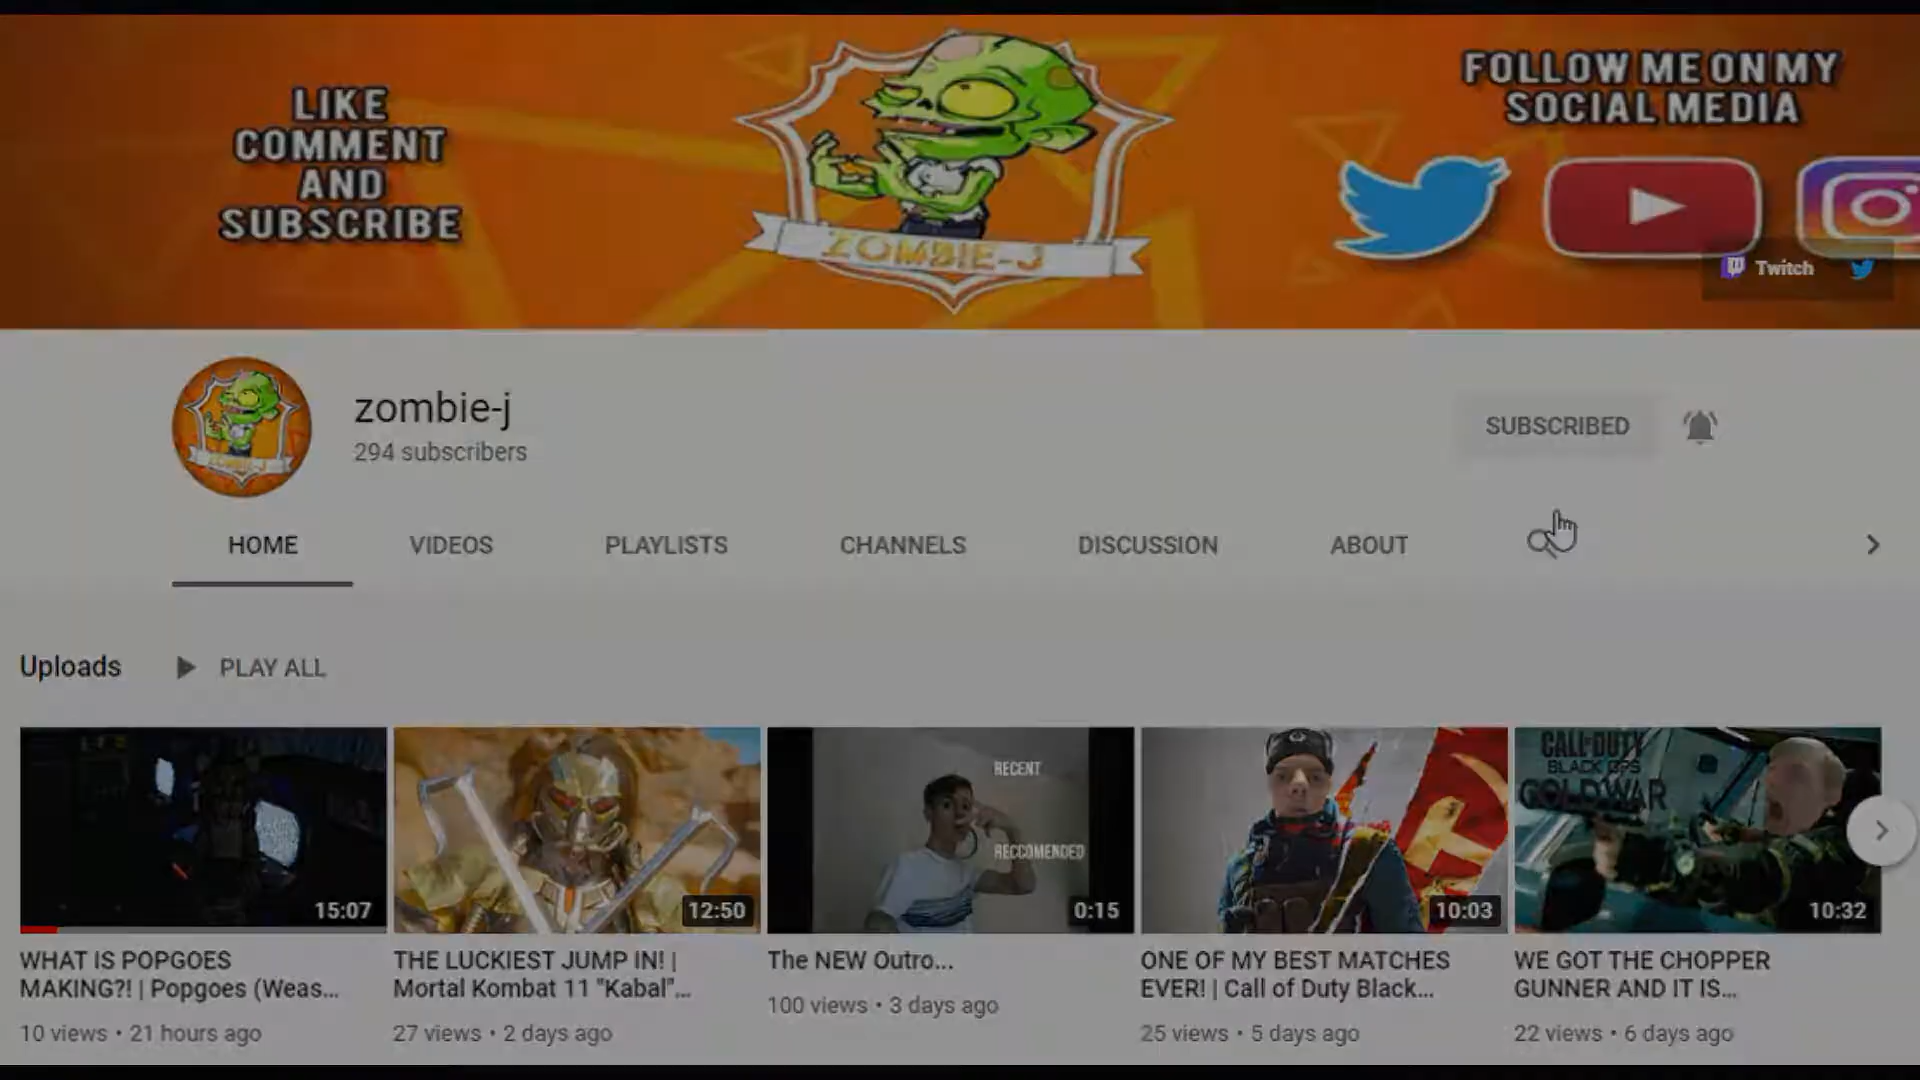 LIKE
COMMENT
AND
SUBSCRIBE
ZOMBIE-J
FOLLOW ME ON MY
SOCIAL MEDIA
Twitch
zombie-j
294 subscribers
SUBSCRIBED
HOME
VIDEOS
PLAYLISTS
CHANNELS
DISCUSSION
ABOUT
Uploads
PLAY ALL
15:07
WHAT IS POPGOES
MAKING?! | Popgoes (Weas...
10 views • 21 hours ago
12:50
THE LUCKIEST JUMP IN! |
Mortal Kombat 11 "Kabal"...
27 views • 2 days ago
RECENT
RECCOMENDED
0:15
The NEW Outro...
100 views • 3 days ago
10:03
ONE OF MY BEST MATCHES
EVER! | Call of Duty Black...
25 views • 5 days ago
CALL OF DUTY
BLACK OPS
COLD WAR
10:32
WE GOT THE CHOPPER
GUNNER AND IT IS...
22 views • 6 days ago